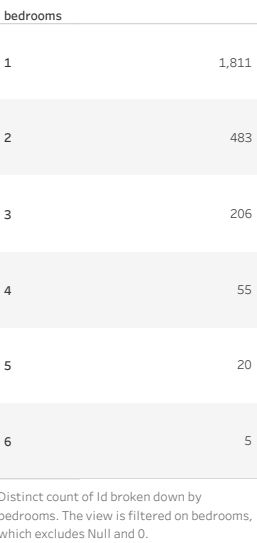 bedrooms
1 1,811
2 483
3 206
4 55
5 20
6 5
Distinct count of Id broken down by
bedrooms. The view is filtered on bedrooms,
which excludes Null and 0.